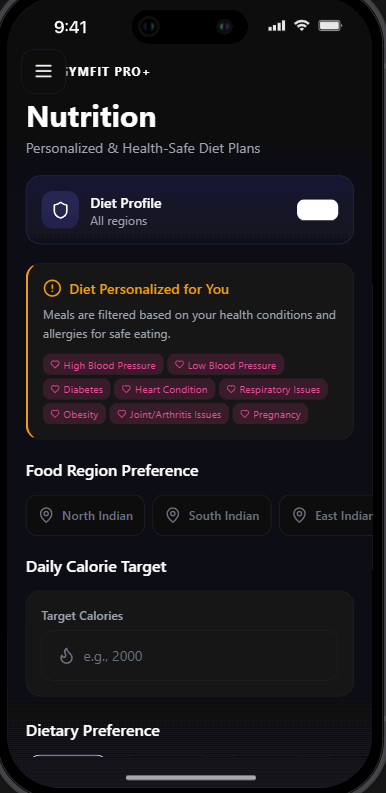 9:41
GYMFIT PRO+
Nutrition
Personalized & Health-Safe Diet Plans
Diet Profile
All regions
Diet Personalized for You
Meals are filtered based on your health conditions and
allergies for safe eating.
High Blood Pressure Low Blood Pressure
Diabetes Heart Condition Respiratory Issues
Obesity Joint/Arthritis Issues Pregnancy
Food Region Preference
North Indian South Indian East Indian
Daily Calorie Target
Target Calories
e.g., 2000
Dietary Preference